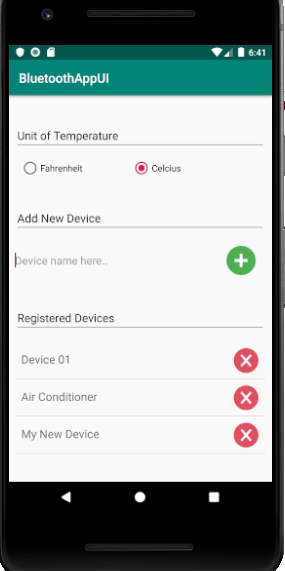 6:41
BluetoothAppUI
Unit of Temperature
Fahrenheit Celcius
Add New Device
Device name here..
Registered Devices
Device 01
Air Conditioner
My New Device